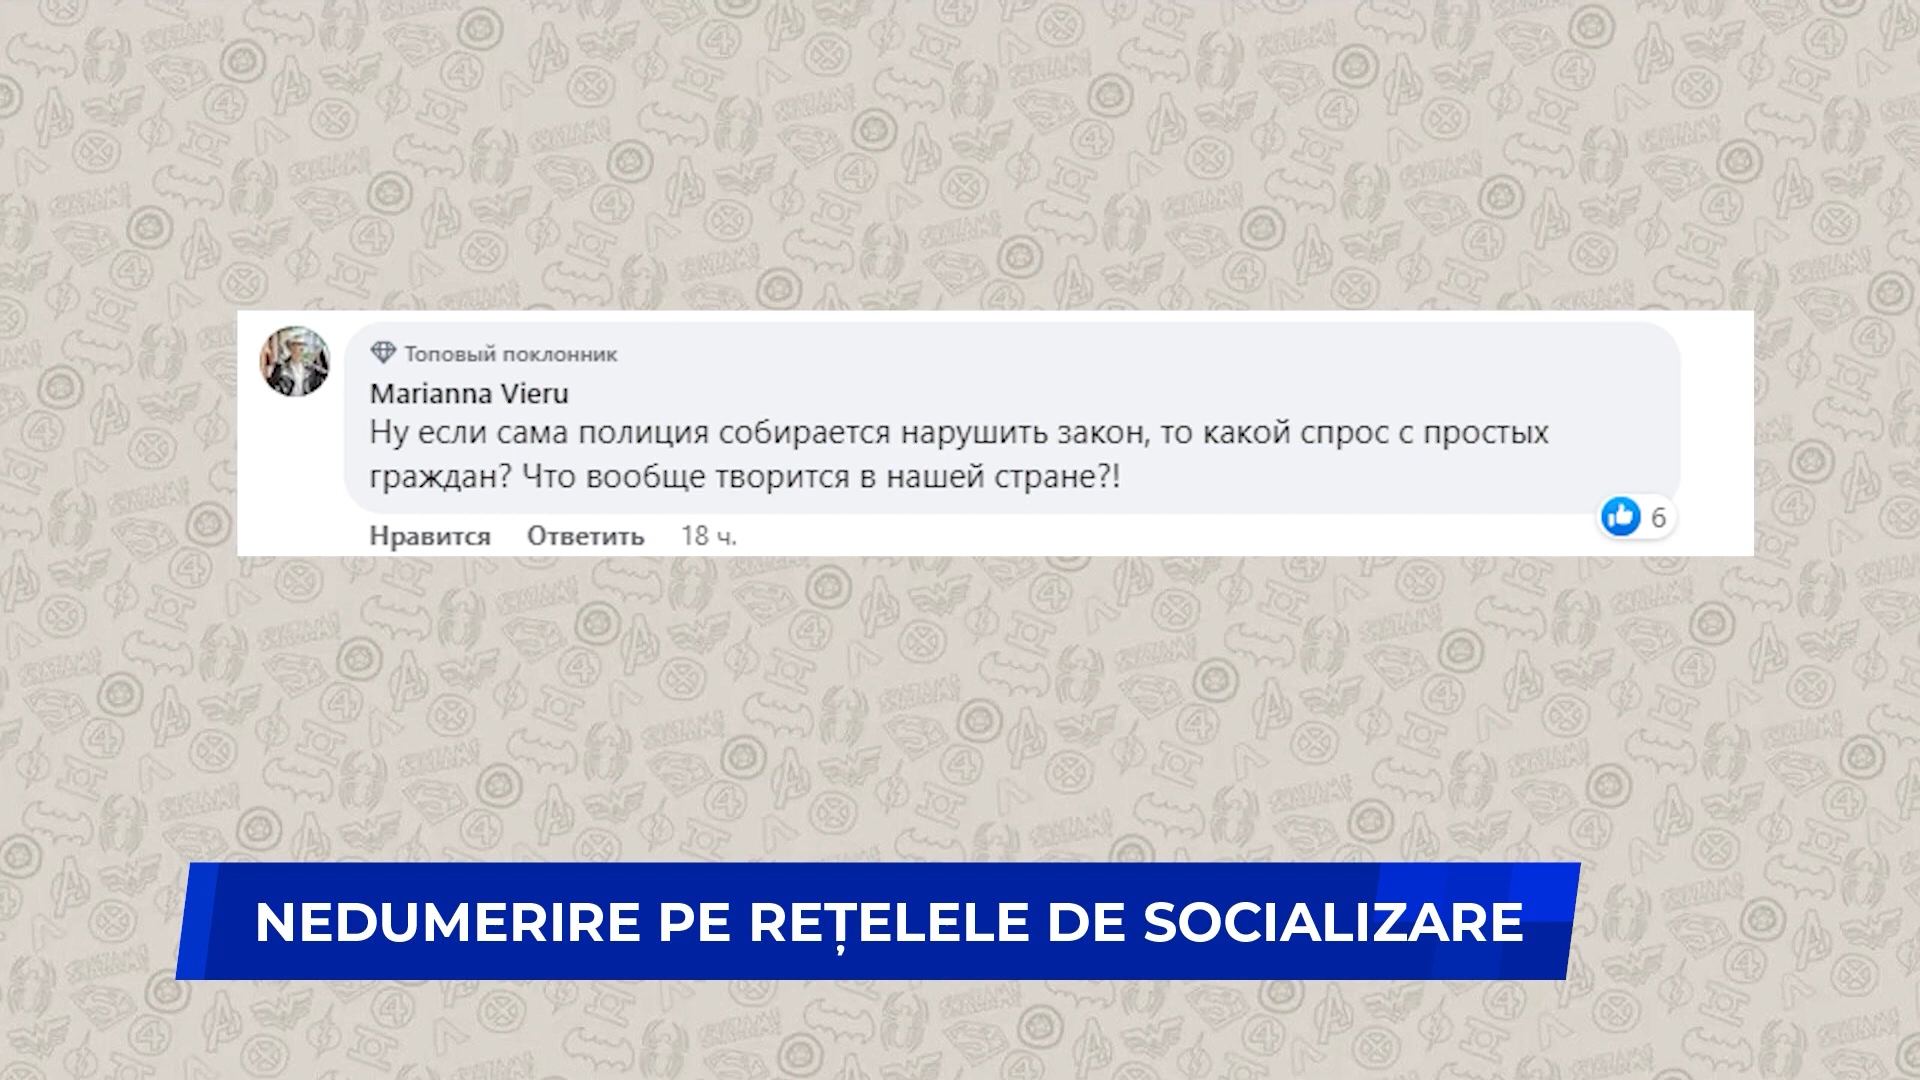 Топовый поклонник
Marianna Vieru
Ну если сама полиция собирается нарушить закон, то какой спрос с простых
граждан? Что вообще творится в нашей стране?!
Нравится Ответить 18 ч. 6
NEDUMERIRE PE REȚELELE DE SOCIALIZARE